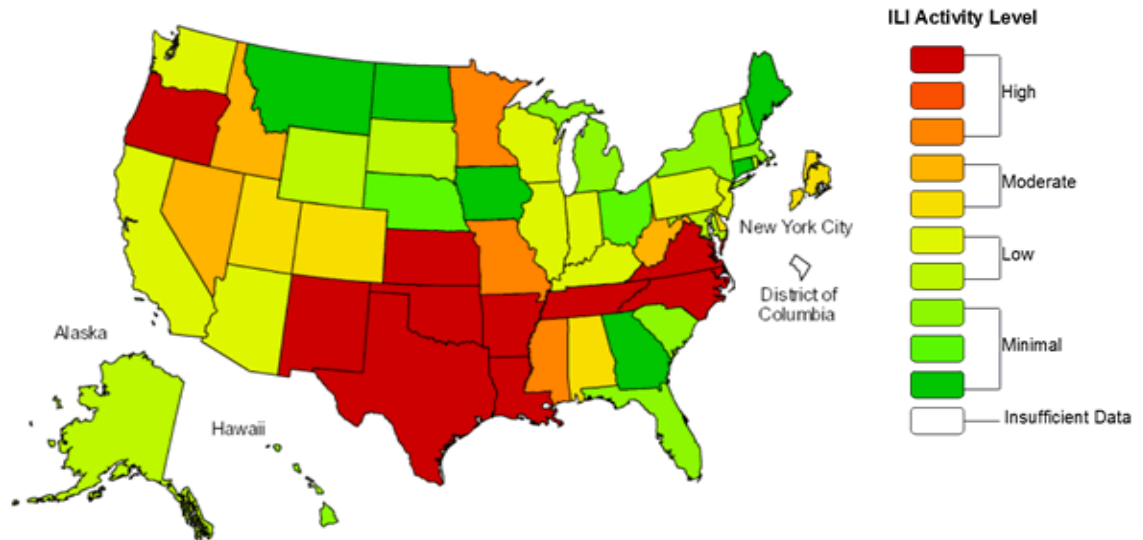 ILI Activity Level
High
Moderate
Low
Minimal
Insufficient Data
New York City
District of
Columbia
Alaska
Hawaii